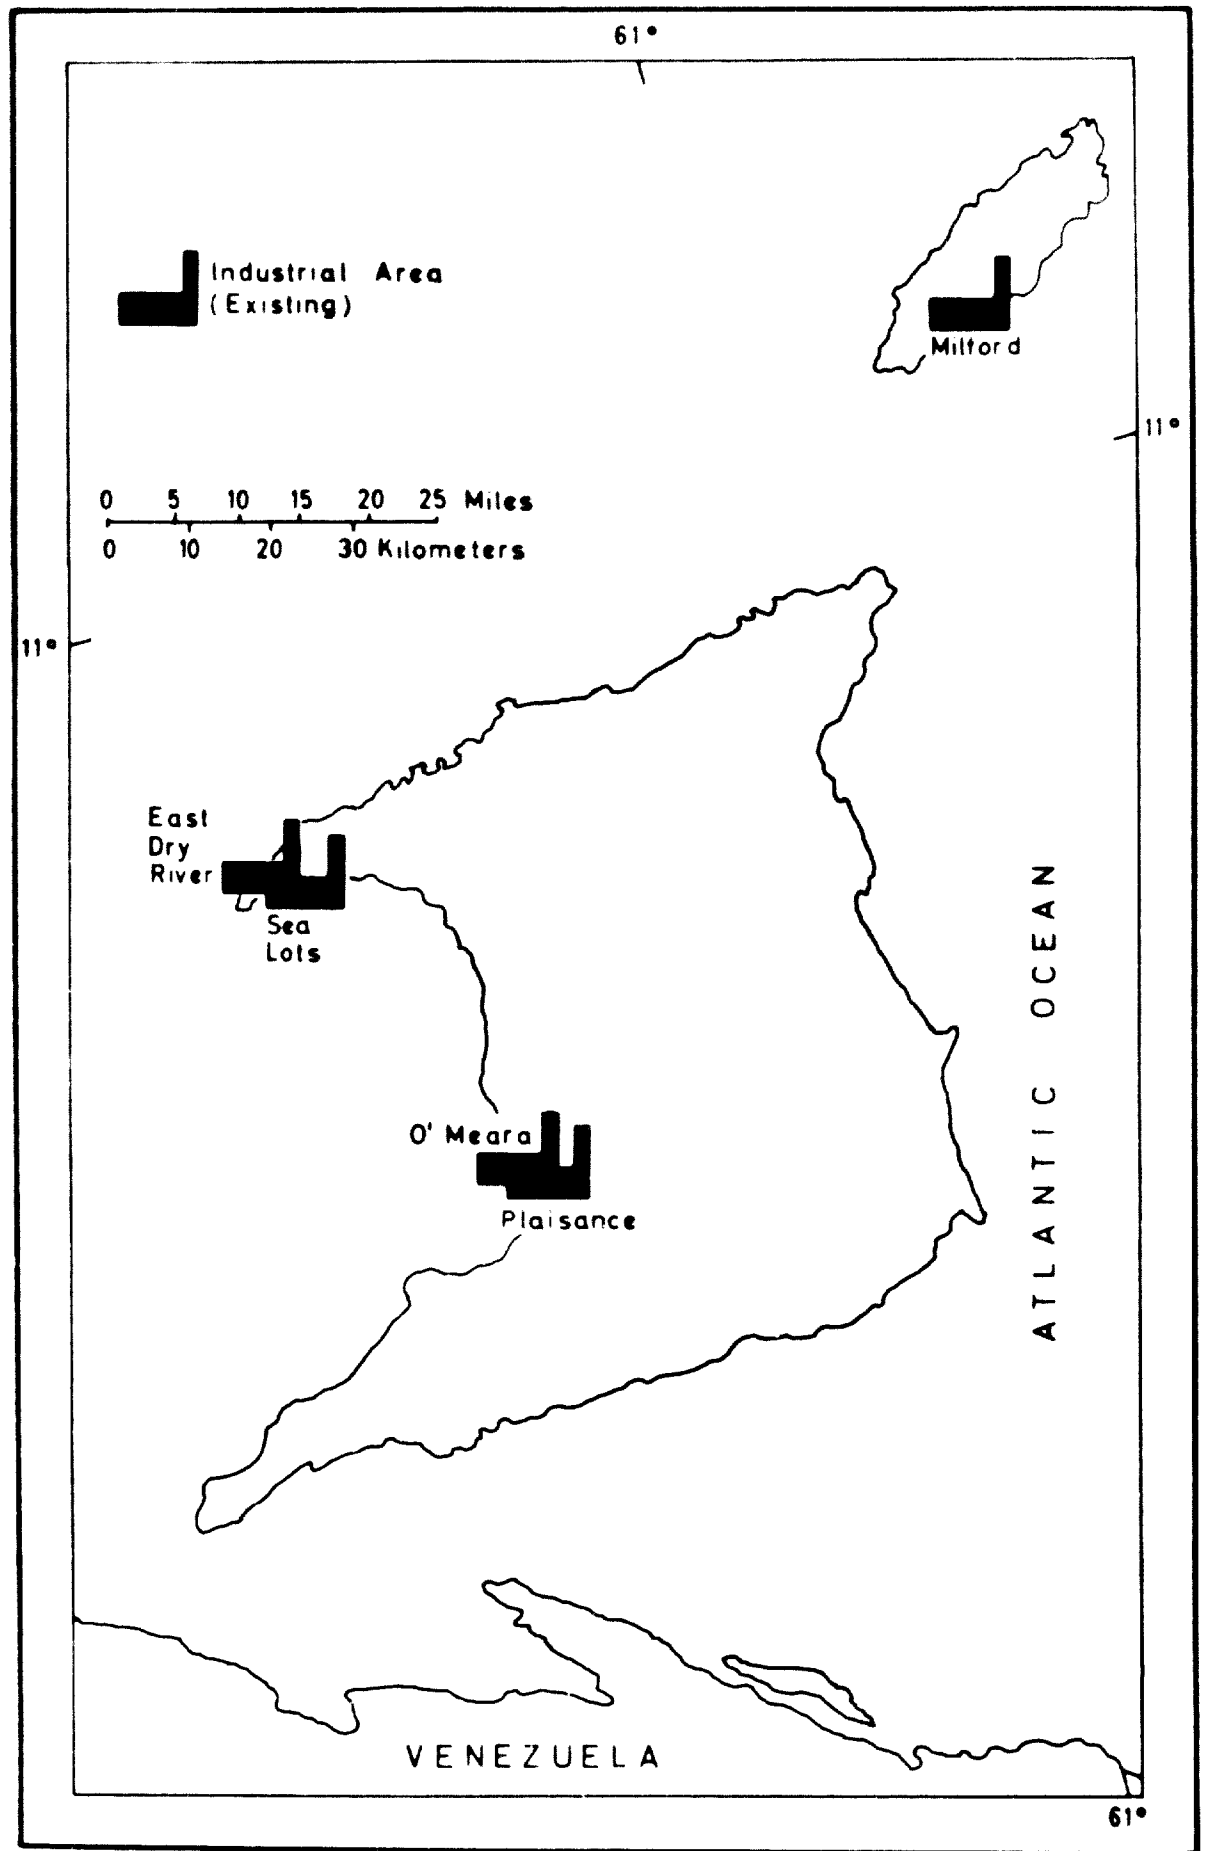 61°
Industrial Area
(Existing)
Milford
11°
0 5 10 15 20 25 Miles
0 10 20 30 Kilometers
11°
East
Dry
River
Sea
Lots
ATLANTIC OCEAN
O' Meara
Plaisance
VENEZUELA
61°